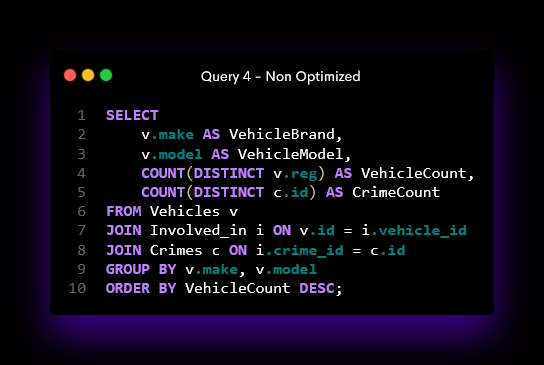 Query 4 - Non Optimized
1 SELECT
2 v.make AS VehicleBrand,
3 v.model AS VehicleModel,
4 COUNT(DISTINCT v.reg) AS VehicleCount,
5 COUNT(DISTINCT c.id) AS CrimeCount
6 FROM Vehicles v
7 JOIN Involved_in i ON v.id = i.vehicle_id
8 JOIN Crimes c ON i.crime_id = c.id
9 GROUP BY v.make, v.model
10 ORDER BY VehicleCount DESC;